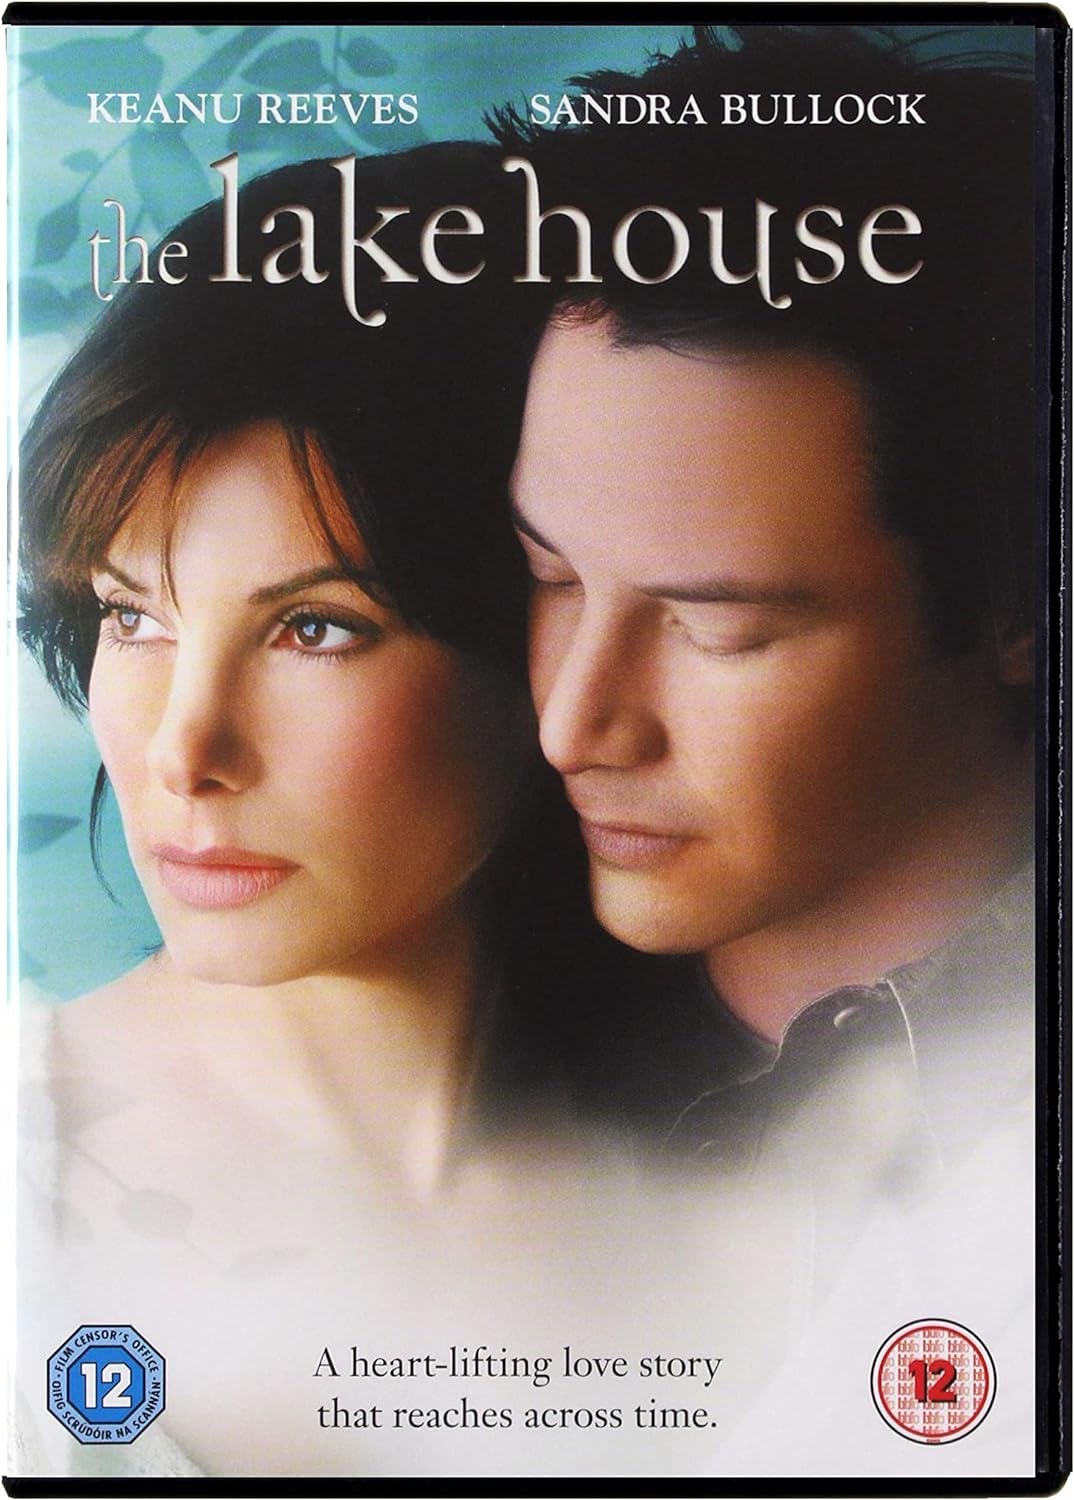 KEANU REEVES SANDRA BULLOCK
the lake house
A heart-lifting love story
that reaches across time.
FILM CENSOR'S OFFICE
12
OIFIG SCRÚDÓIR NA SCANNÁN
12